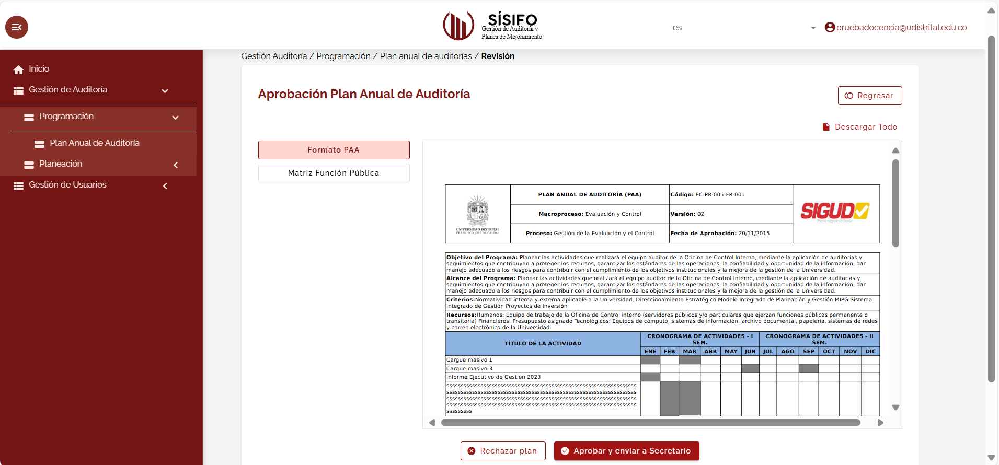 SÍSIFO
Gestión de Auditoría y
Planes de Mejoramiento
es
pruebadocencia@udistrital.edu.co
Inicio
Gestión de Auditoría
Programación
Plan Anual de Auditoría
Planeación
Gestión de Usuarios
Gestión Auditoría / Programación / Plan anual de auditorías / Revisión
Aprobación Plan Anual de Auditoría
Regresar
Descargar Todo
Formato PAA
Matriz Función Pública
UNIVERSIDAD DISTRITAL
FRANCISCO JOSÉ DE CALDAS
PLAN ANUAL DE AUDITORÍA (PAA)
Macroproceso: Evaluación y Control
Proceso: Gestión de la Evaluación y el Control
Código: EC-PR-005-FR-001
Versión: 02
Fecha de Aprobación: 20/11/2015
SIGUD
Sistema Integrado de Gestión
Objetivo del Programa: Planear las actividades que realizará el equipo auditor de la Oficina de Control Interno, mediante la aplicación de auditorias y
seguimientos que contribuyan a proteger los recursos, garantizar los estándares de las operaciones, la confiabilidad y oportunidad de la información, dar
manejo adecuado a los riesgos para contribuir con el cumplimiento de los objetivos institucionales y la mejora de la gestión de la Universidad.
Alcance del Programa: Planear las actividades que realizará el equipo auditor de la Oficina de Control Interno, mediante la aplicación de auditorias y
seguimientos que contribuyan a proteger los recursos, garantizar los estándares de las operaciones, la confiabilidad y oportunidad de la información, dar
manejo adecuado a los riesgos para contribuir con el cumplimiento de los objetivos institucionales y la mejora de la gestión de la Universidad.
Criterios:Normatividad interna y externa aplicable a la Universidad. Direccionamiento Estratégico Modelo Integrado de Planeación y Gestión MIPG Sistema
Integrado de Gestión Proyectos de Inversión
Recursos:Humanos: Equipo de trabajo de la Oficina de Control interno (servidores públicos y/o particulares que ejerzan funciones públicas permanente o
transitoria) Financieros: Presupuesto asignado Tecnológicos: Equipos de cómputo, sistemas de información, archivo documental, papelería, sistemas de redes
y correo electrónico de la Universidad.
TÍTULO DE LA ACTIVIDAD
CRONOGRAMA DE ACTIVIDADES - I
SEM.
CRONOGRAMA DE ACTIVIDADES - II
SEM.
ENE FEB MAR ABR MAY JUN JUL AGO SEP OCT NOV DIC
Cargue masivo 1
Cargue masivo 3
Informe Ejecutivo de Gestion 2023
sssssssssssssssssssssssssssssssssssssssssssssssssssssssssssssssssss
sssssssssssssssssssssssssssssssssssssssssssssssssssssssssssssssssss
sssssssssssssssssssssssssssssssssssssssssssssssssssssssssssssssssss
sssssssssssssssssssssssssssssssssssssssssssssssssssssssssssssssssss
sssssssss
Rechazar plan
Aprobar y enviar a Secretario